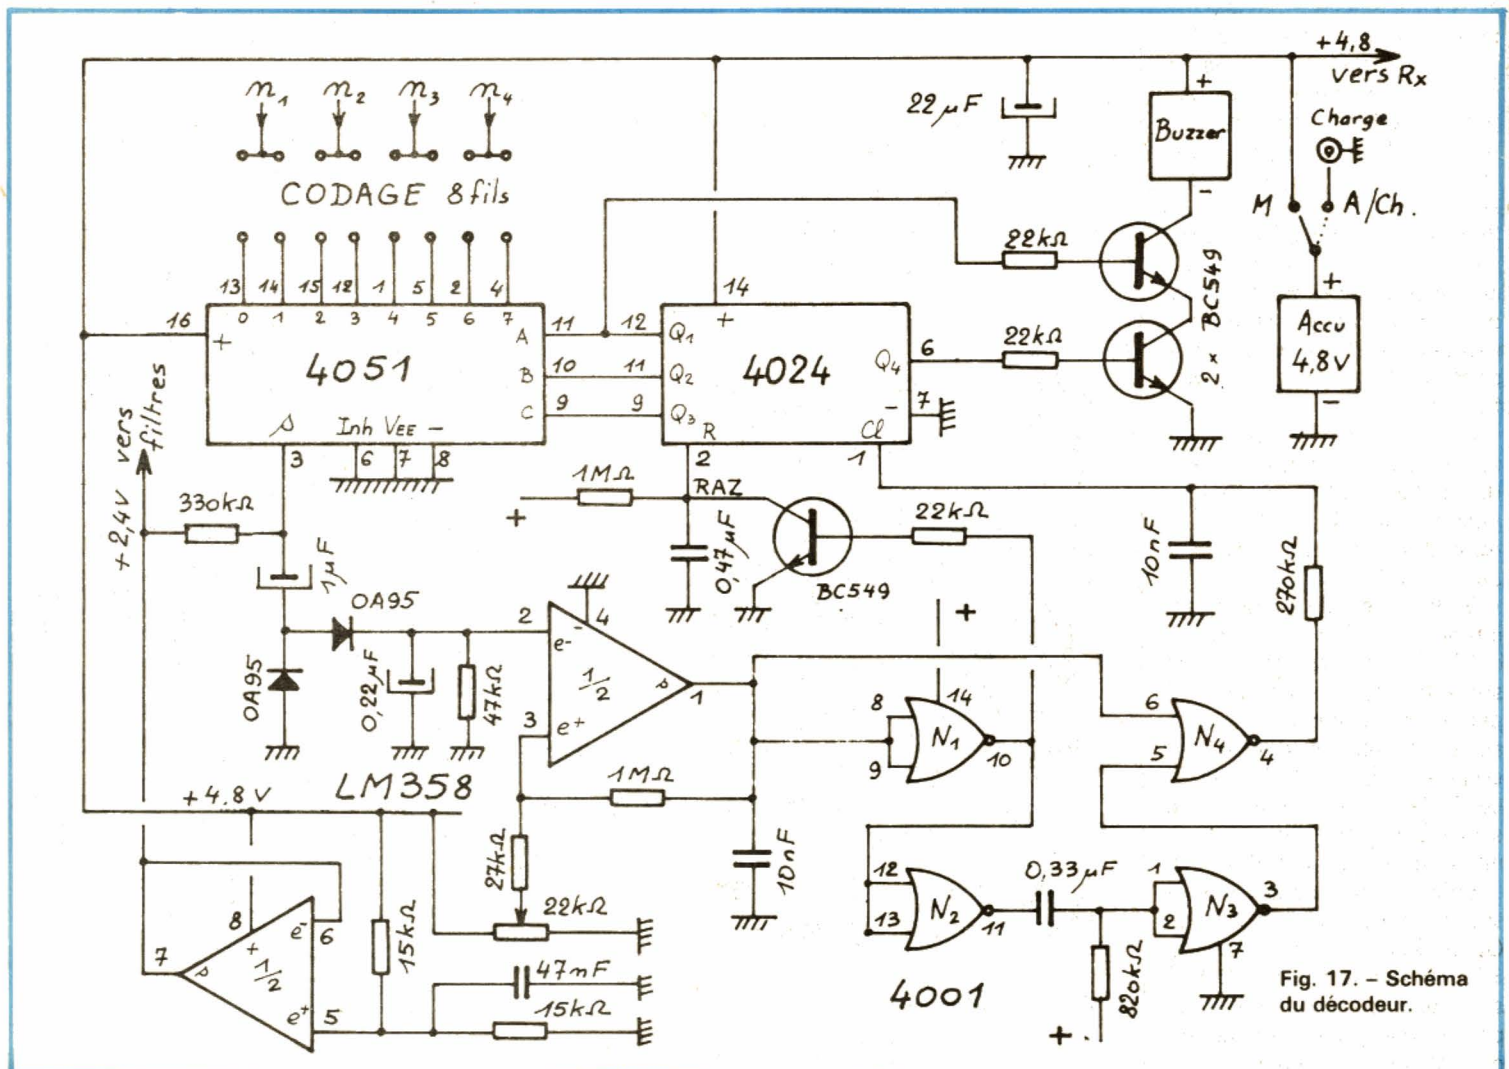 +4,8
vers Rx
n1 n2 n3 n4
CODAGE 8 fils
22 µF
Buzzer
+
-
Charge
M
A/Ch.
+
Accu
4,8V
-
22kΩ
22kΩ
2 × BC549
13 14 15 12 1 5 2 4
0 1 2 3 4 5 6 7
16
+
4051
A
B
C
11
10
9
s
Inh VEE -
3
6
7
8
14
+
12
11
9
Q1
Q2
Q3
4024
Q4
6
-
7
R
Cl
2
1
+2,4V vers
filtres
330kΩ
1µF
OA95
OA95
0,22µF
47kΩ
1MΩ
+
RAZ
0,47µF
BC549
22kΩ
10nF
270kΩ
2
e-
-
4
1/2
s
1
3
e+
LM358
1MΩ
27kΩ
10nF
+
14
8
9
N1
10
6
5
N4
4
+4.8 V
7
s
8
+
1/2
e-
6
e+
5
15kΩ
22kΩ
47nF
15kΩ
12
13
N2
11
0,33µF
1
2
N3
3
7
820kΩ
+
4001
Fig. 17. – Schéma
du décodeur.